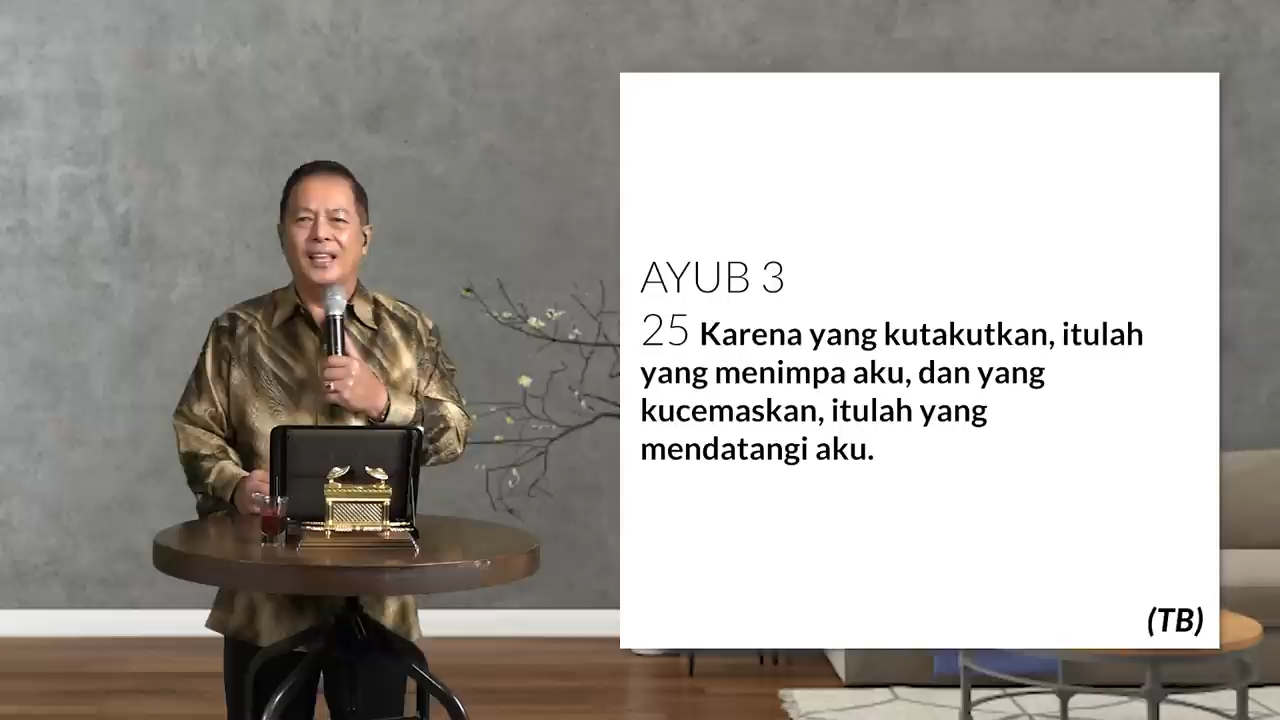 AYUB 3
25 Karena yang kutakutkan, itulah
yang menimpa aku, dan yang
kucemaskan, itulah yang
mendatangi aku.
(TB)